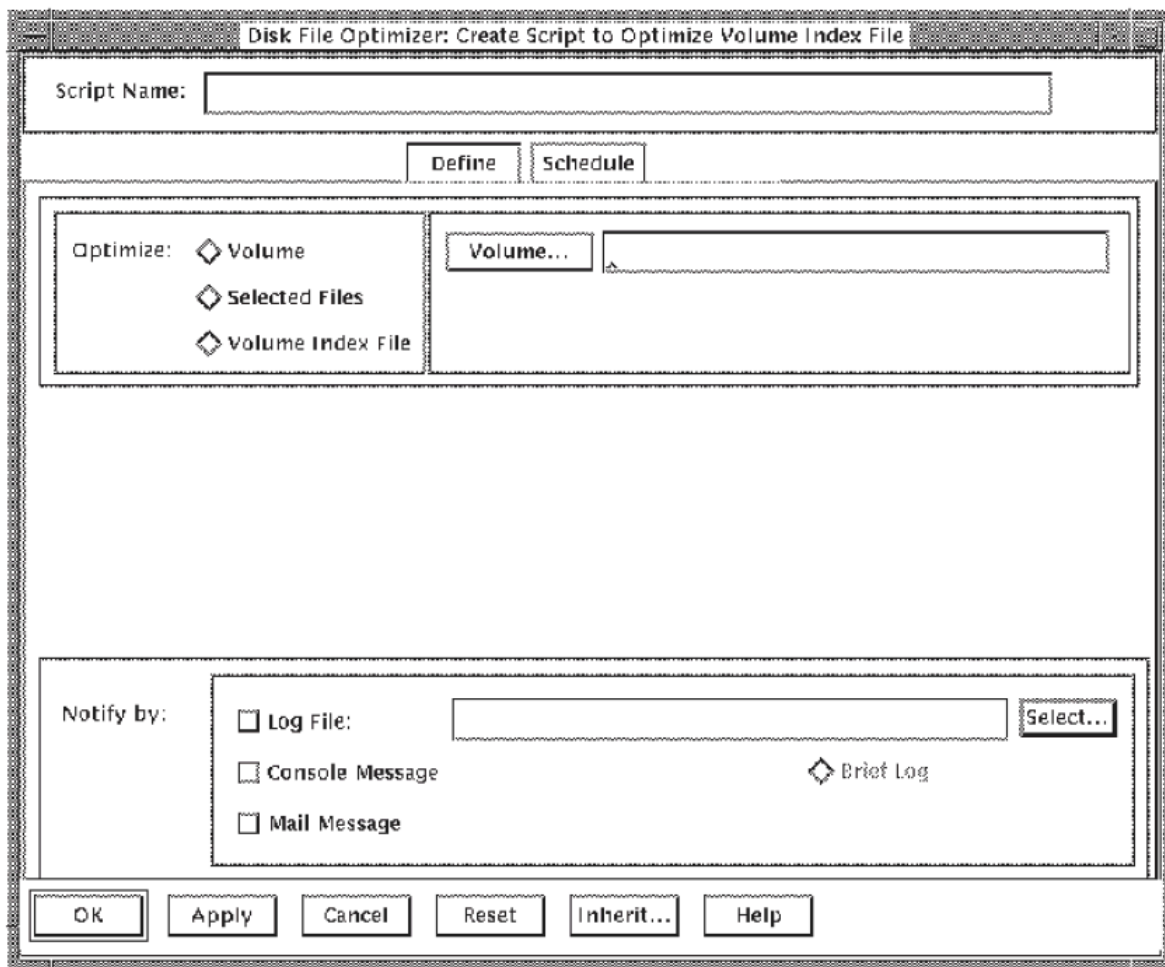 Disk File Optimizer: Create Script to Optimize Volume Index File
Script Name:
Define Schedule
Optimize: Volume Volume...
Selected Files
Volume Index File
Notify by: Log File: Select...
Console Message Brief Log
Mail Message
OK Apply Cancel Reset Inherit... Help